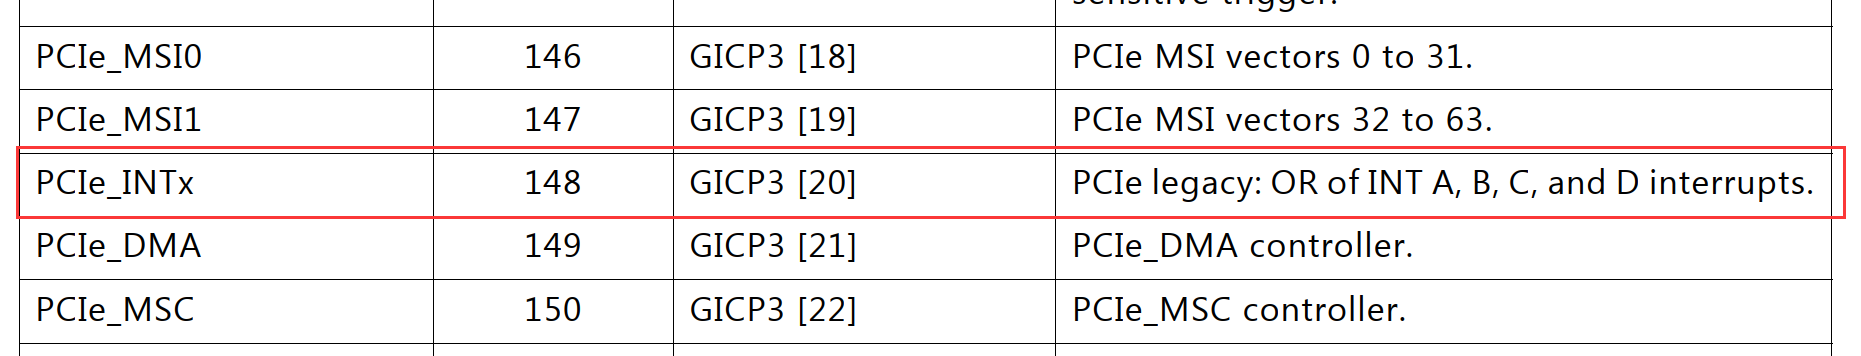 sensitive trigger.
PCIe_MSI0 146 GICP3 [18] PCIe MSI vectors 0 to 31.
PCIe_MSI1 147 GICP3 [19] PCIe MSI vectors 32 to 63.
PCIe_INTx 148 GICP3 [20] PCIe legacy: OR of INT A, B, C, and D interrupts.
PCIe_DMA 149 GICP3 [21] PCIe_DMA controller.
PCIe_MSC 150 GICP3 [22] PCIe_MSC controller.